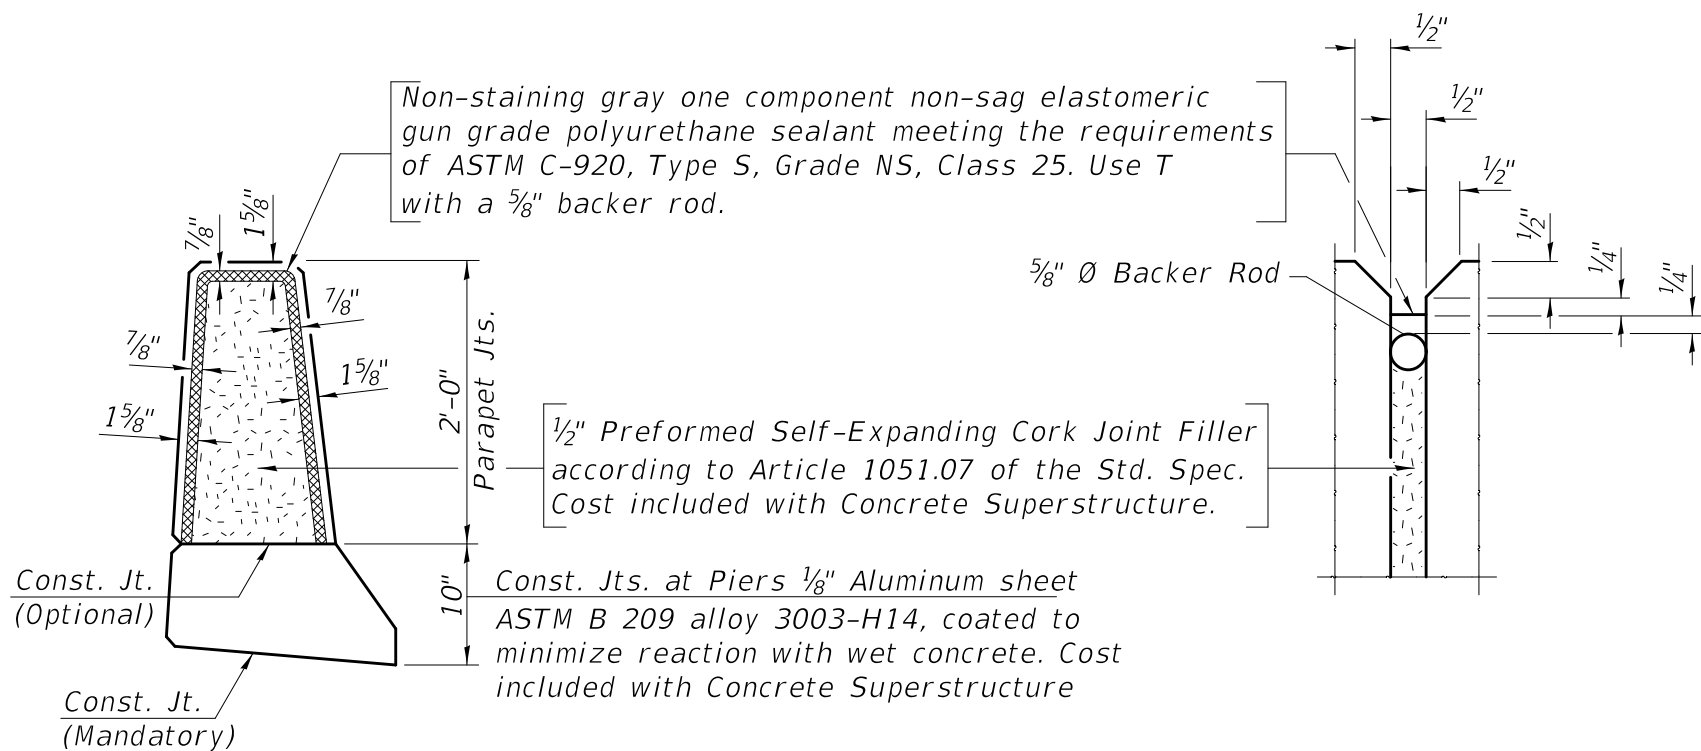 Non-staining gray one component non-sag elastomeric
gun grade polyurethane sealant meeting the requirements
of ASTM C-920, Type S, Grade NS, Class 25. Use T
with a ⅝" backer rod.
½"
½"
½"
½"
¼"
¼"
⅝" Ø Backer Rod
⅞"
1⅝"
⅞"
⅞"
1⅝"
1⅝"
2'-0"
Parapet Jts.
10"
½" Preformed Self-Expanding Cork Joint Filler
according to Article 1051.07 of the Std. Spec.
Cost included with Concrete Superstructure.
Const. Jt.
(Optional)
Const. Jts. at Piers ⅛" Aluminum sheet
ASTM B 209 alloy 3003-H14, coated to
minimize reaction with wet concrete. Cost
included with Concrete Superstructure
Const. Jt.
(Mandatory)